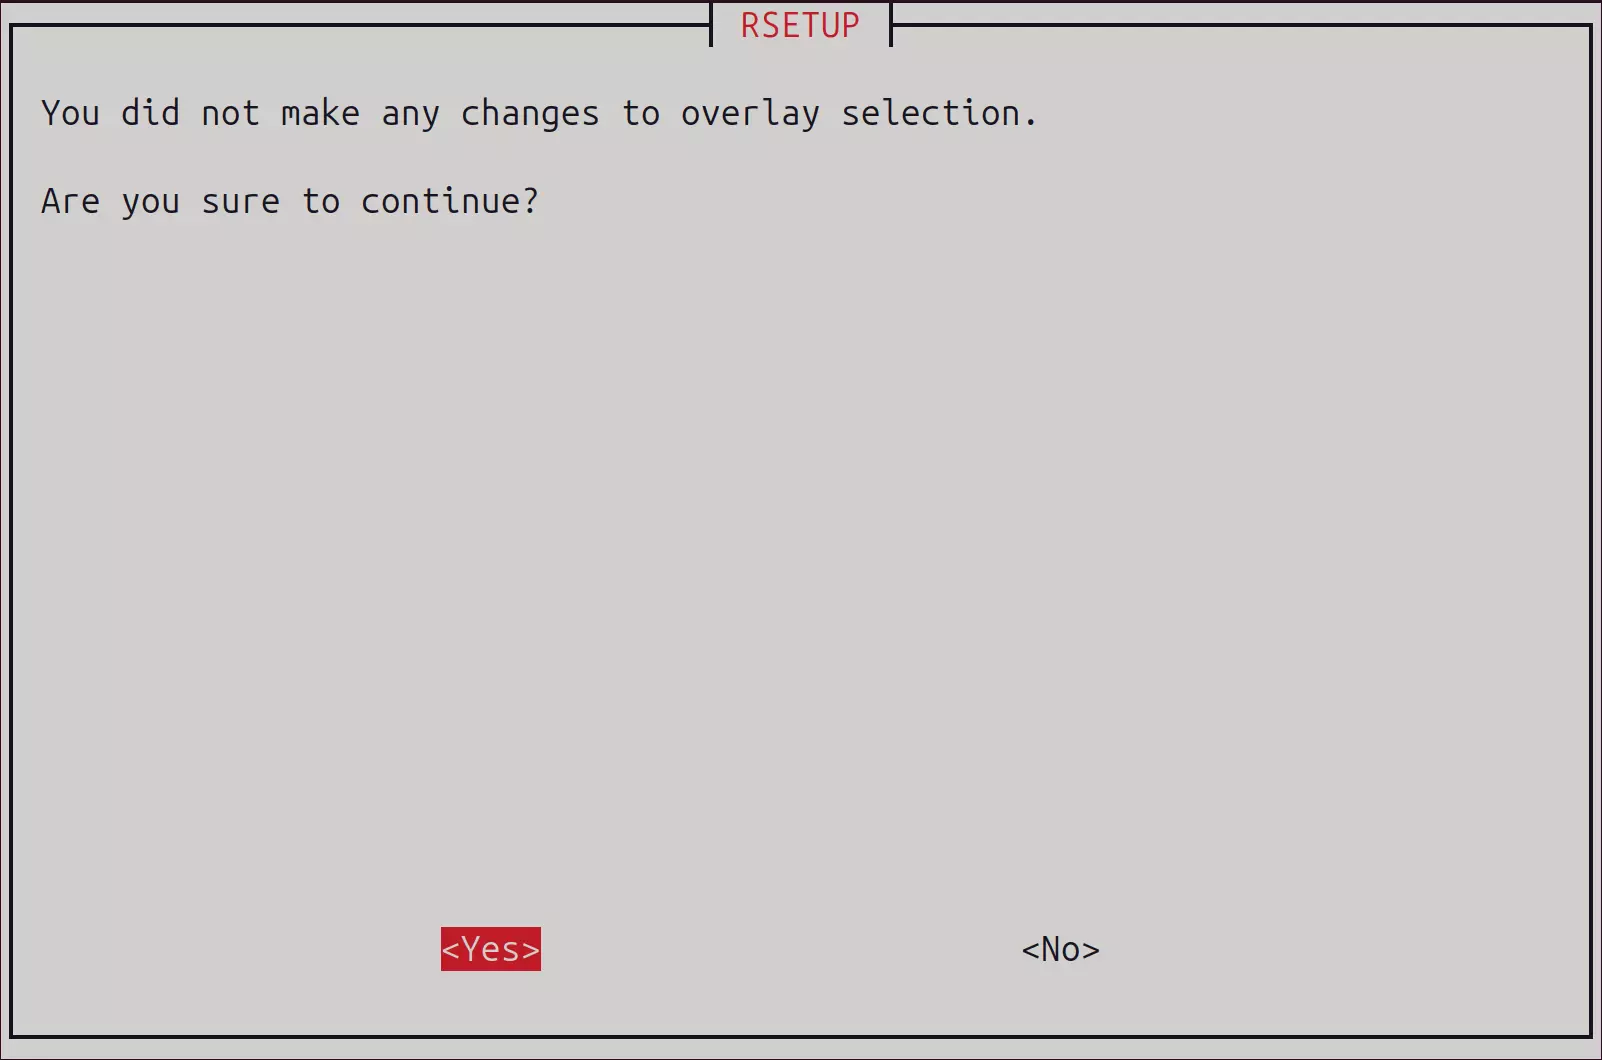 RSETUP
You did not make any changes to overlay selection.
Are you sure to continue?
<Yes> <No>